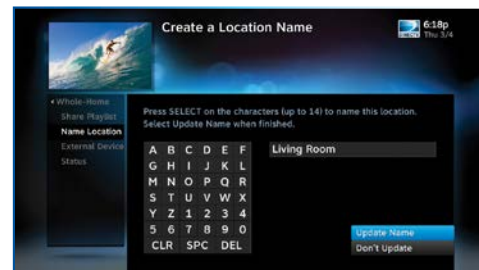 Create a Location Name
DIRECTV
6:18p
Thu 3/4
Whole-Home
Share Playlist
Name Location
External Device
Status
Press SELECT on the characters (up to 14) to name this location.
Select Update Name when finished.
A B C D E F
G H I J K L
M N O P Q R
S T U V W X
Y Z 1 2 3 4
5 6 7 8 9 0
CLR SPC DEL
Living Room
Update Name
Don't Update